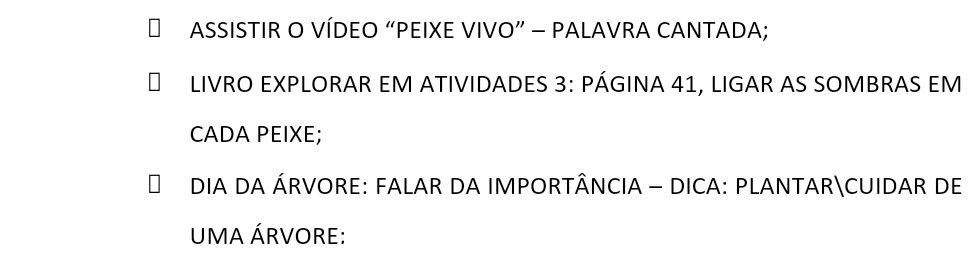 ASSISTIR O VÍDEO “PEIXE VIVO” – PALAVRA CANTADA;
LIVRO EXPLORAR EM ATIVIDADES 3: PÁGINA 41, LIGAR AS SOMBRAS EM
CADA PEIXE;
DIA DA ÁRVORE: FALAR DA IMPORTÂNCIA – DICA: PLANTAR\CUIDAR DE
UMA ÁRVORE: